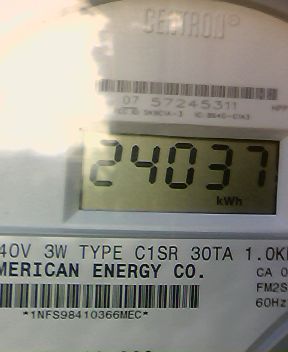 CENTRON®
07 57245311
24037
kWh
40V 3W TYPE C1SR 30TA 1.0K
MERICAN ENERGY CO.
CA 0
FM2S
60Hz
*1NFS98410366MEC*